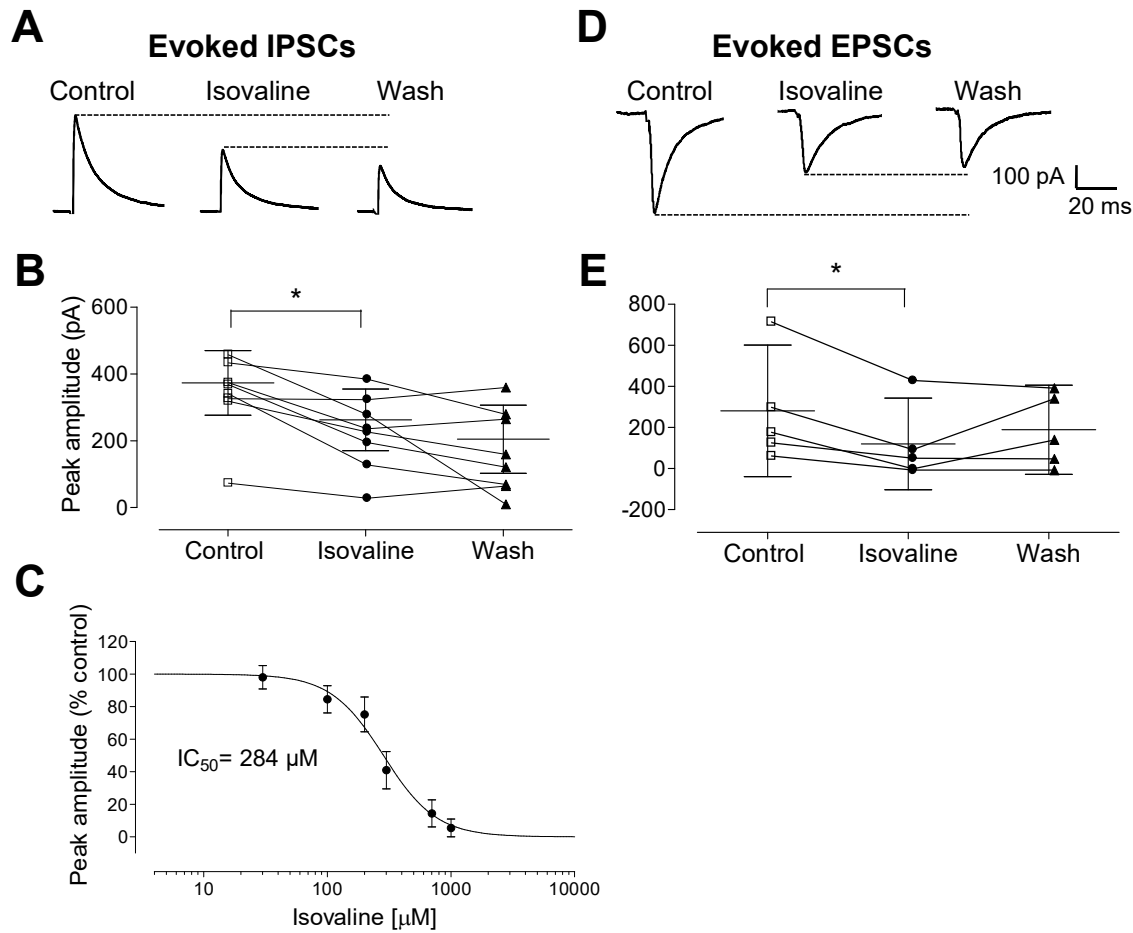 A
Evoked IPSCs
Control Isovaline Wash
D
Evoked EPSCs
Control Isovaline Wash
100 pA
20 ms
B
*
Peak amplitude (pA)
600
400
200
0
Control Isovaline Wash
E
*
800
600
400
200
0
-200
Control Isovaline Wash
C
Peak amplitude (% control)
120
100
80
60
40
20
0
IC50= 284 µM
10 100 1000 10000
Isovaline [µM]